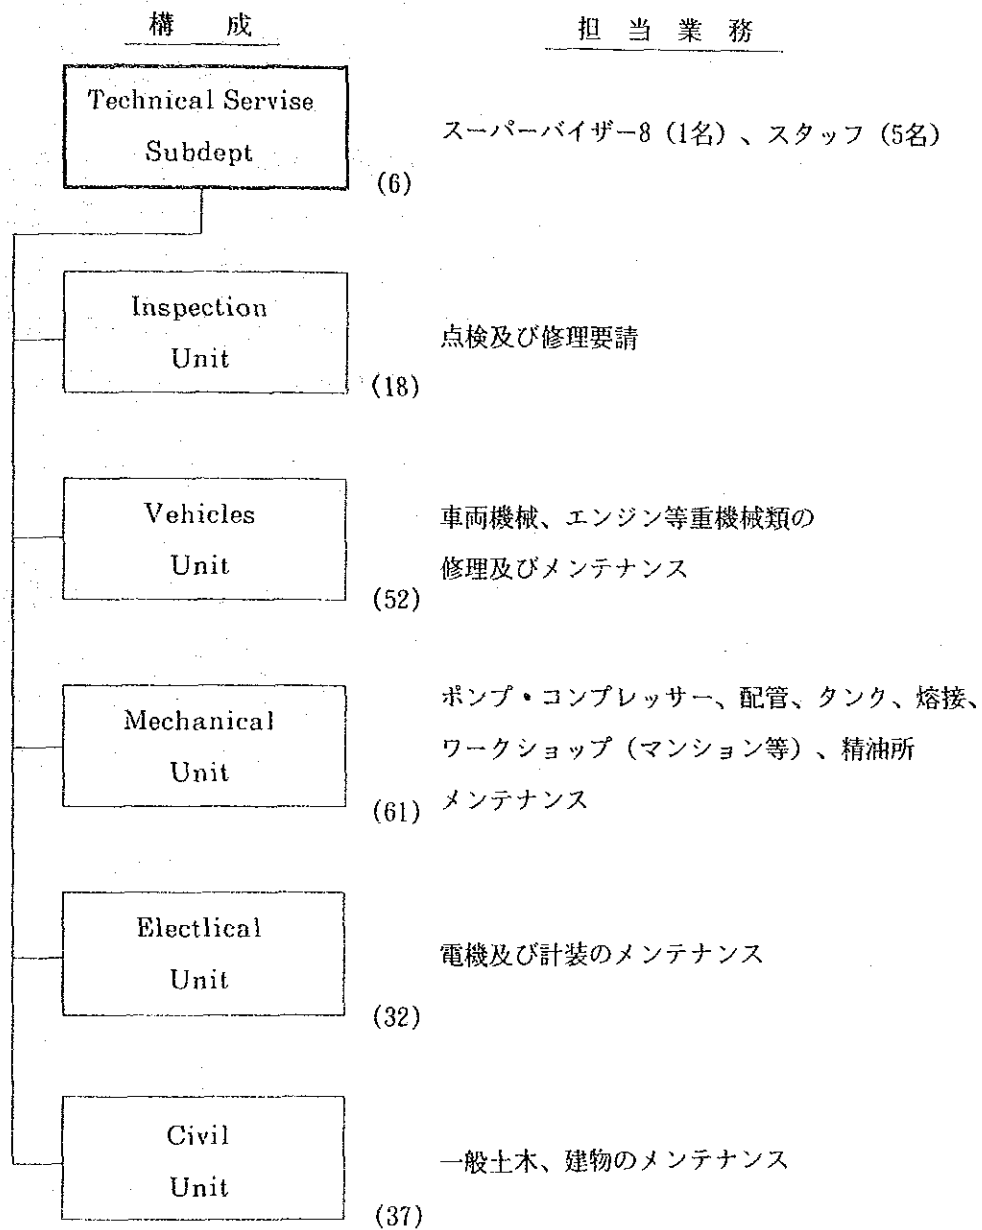 構 成
担 当 業 務
Technical Servise
Subdept
(6)
スーパーバイザー8 (1名)、スタッフ (5名)
Inspection
Unit
(18)
点検及び修理要請
Vehicles
Unit
(52)
車両機械、エンジン等重機械類の
修理及びメンテナンス
Mechanical
Unit
(61)
ポンプ・コンプレッサー、配管、タンク、熔接、
ワークショップ (マンション等)、精油所
メンテナンス
Electlical
Unit
(32)
電機及び計装のメンテナンス
Civil
Unit
(37)
一般土木、建物のメンテナンス